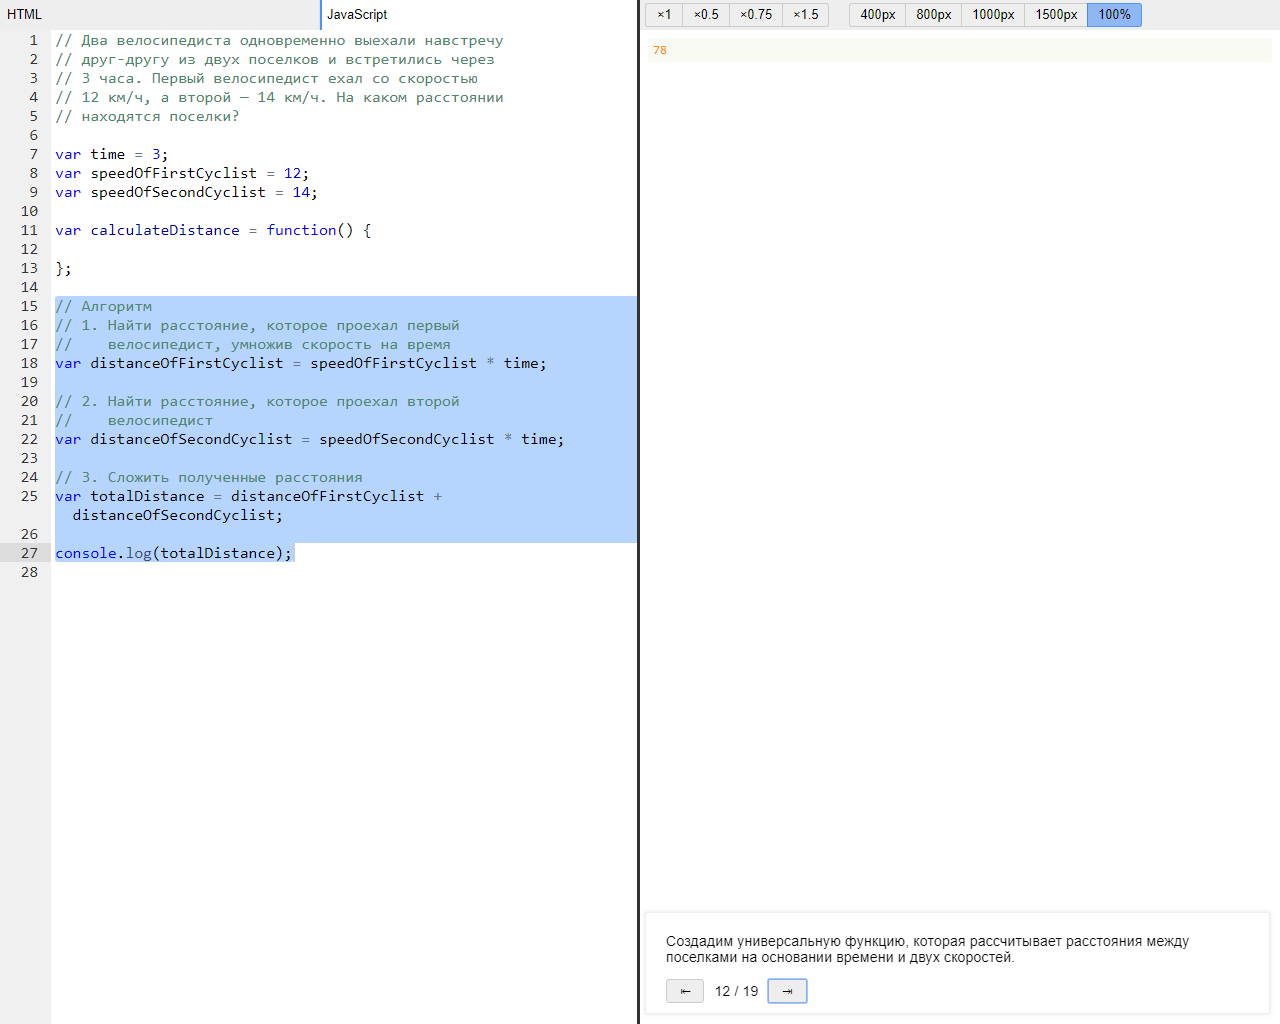 HTML
JavaScript
×1 ×0.5 ×0.75 ×1.5 400px 800px 1000px 1500px 100%
1 // Два велосипедиста одновременно выехали навстречу
2 // друг-другу из двух поселков и встретились через
3 // 3 часа. Первый велосипедист ехал со скоростью
4 // 12 км/ч, а второй — 14 км/ч. На каком расстоянии
5 // находятся поселки?
6
7 var time = 3;
8 var speedOfFirstCyclist = 12;
9 var speedOfSecondCyclist = 14;
10
11 var calculateDistance = function() {
12
13 };
14
15 // Алгоритм
16 // 1. Найти расстояние, которое проехал первый
17 //    велосипедист, умножив скорость на время
18 var distanceOfFirstCyclist = speedOfFirstCyclist * time;
19
20 // 2. Найти расстояние, которое проехал второй
21 //    велосипедист
22 var distanceOfSecondCyclist = speedOfSecondCyclist * time;
23
24 // 3. Сложить полученные расстояния
25 var totalDistance = distanceOfFirstCyclist +
distanceOfSecondCyclist;
26
27 console.log(totalDistance);
28
78
Создадим универсальную функцию, которая рассчитывает расстояния между
поселками на основании времени и двух скоростей.
⇤ 12 / 19 ⇥